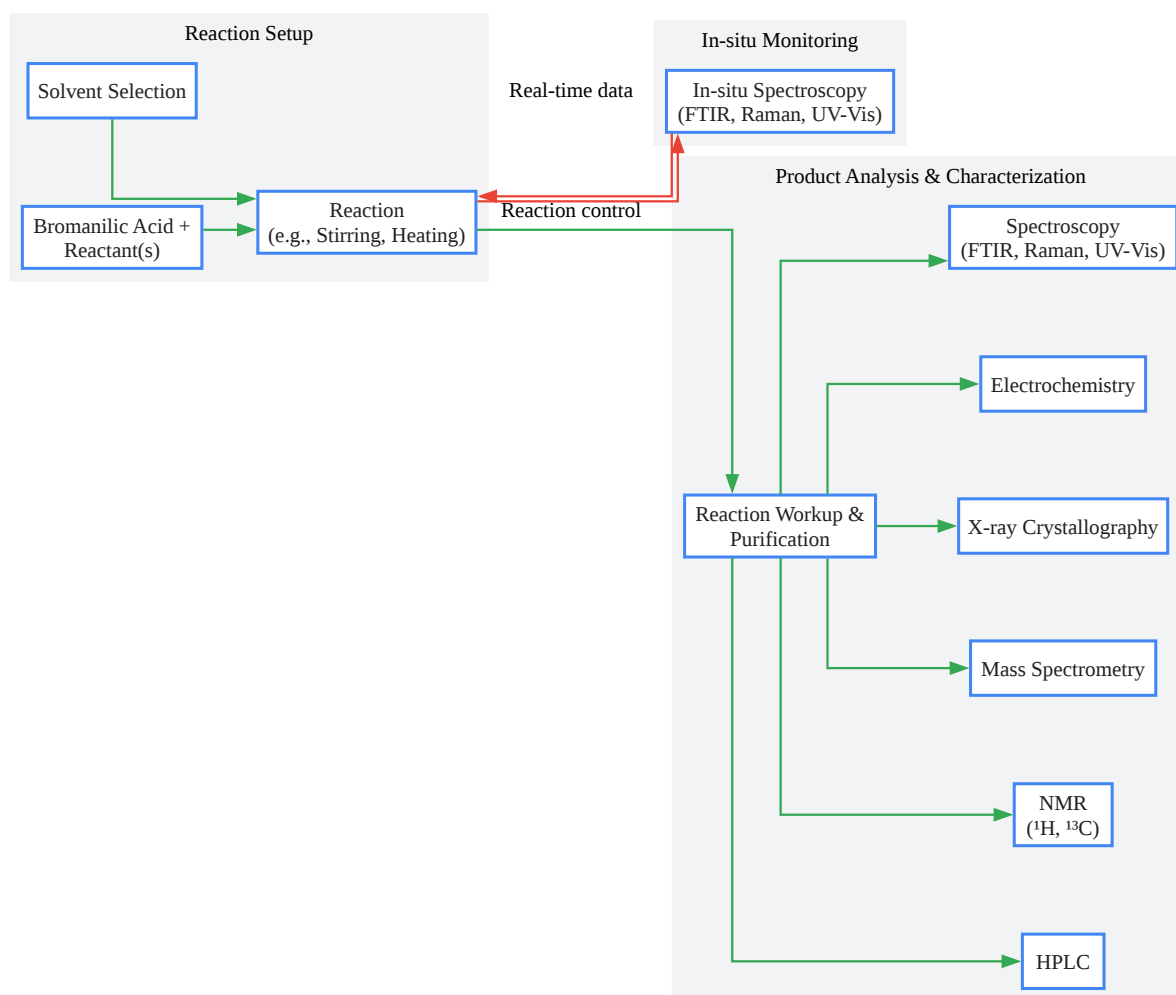 Reaction Setup
Solvent Selection
Bromanilic Acid +
Reactant(s)
Reaction
(e.g., Stirring, Heating)
Real-time data
Reaction control
In-situ Monitoring
In-situ Spectroscopy
(FTIR, Raman, UV-Vis)
Product Analysis & Characterization
Spectroscopy
(FTIR, Raman, UV-Vis)
Electrochemistry
Reaction Workup &
Purification
X-ray Crystallography
Mass Spectrometry
NMR
(¹H, ¹³C)
HPLC